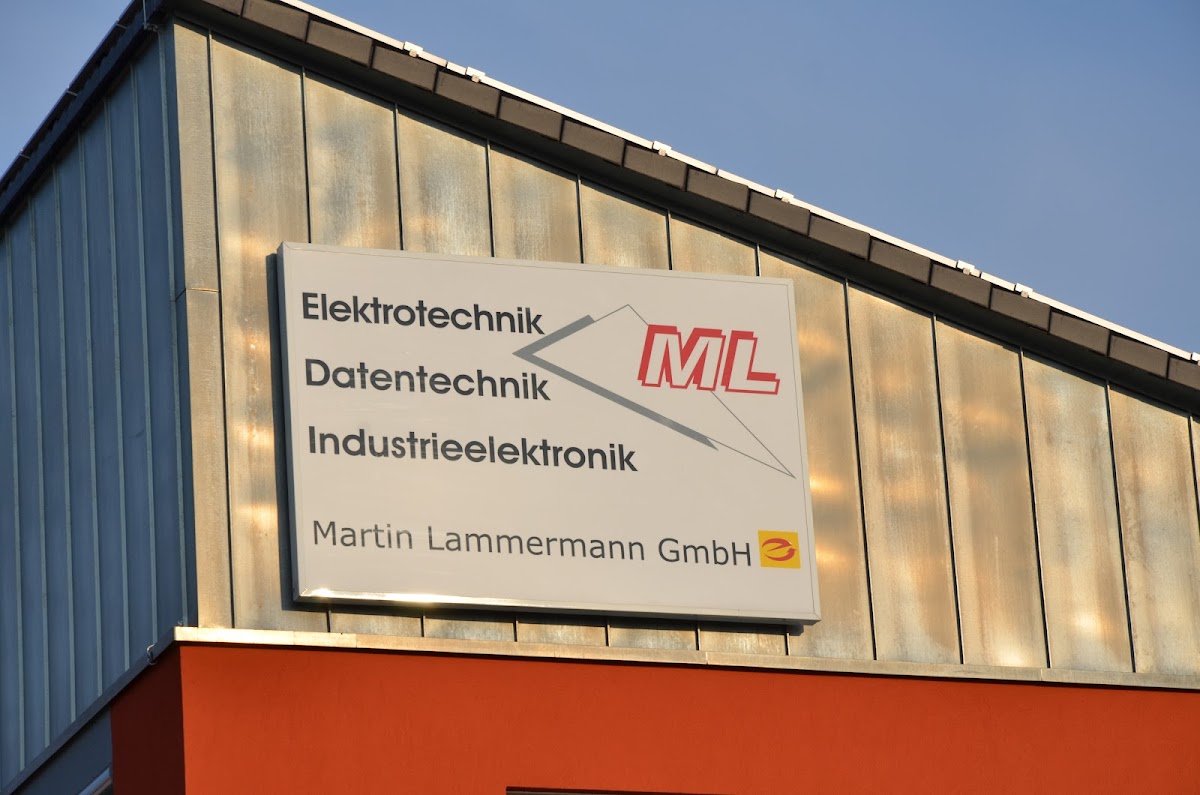 Elektrotechnik
ML
Datentechnik
Industrieelektronik
Martin Lammermann GmbH